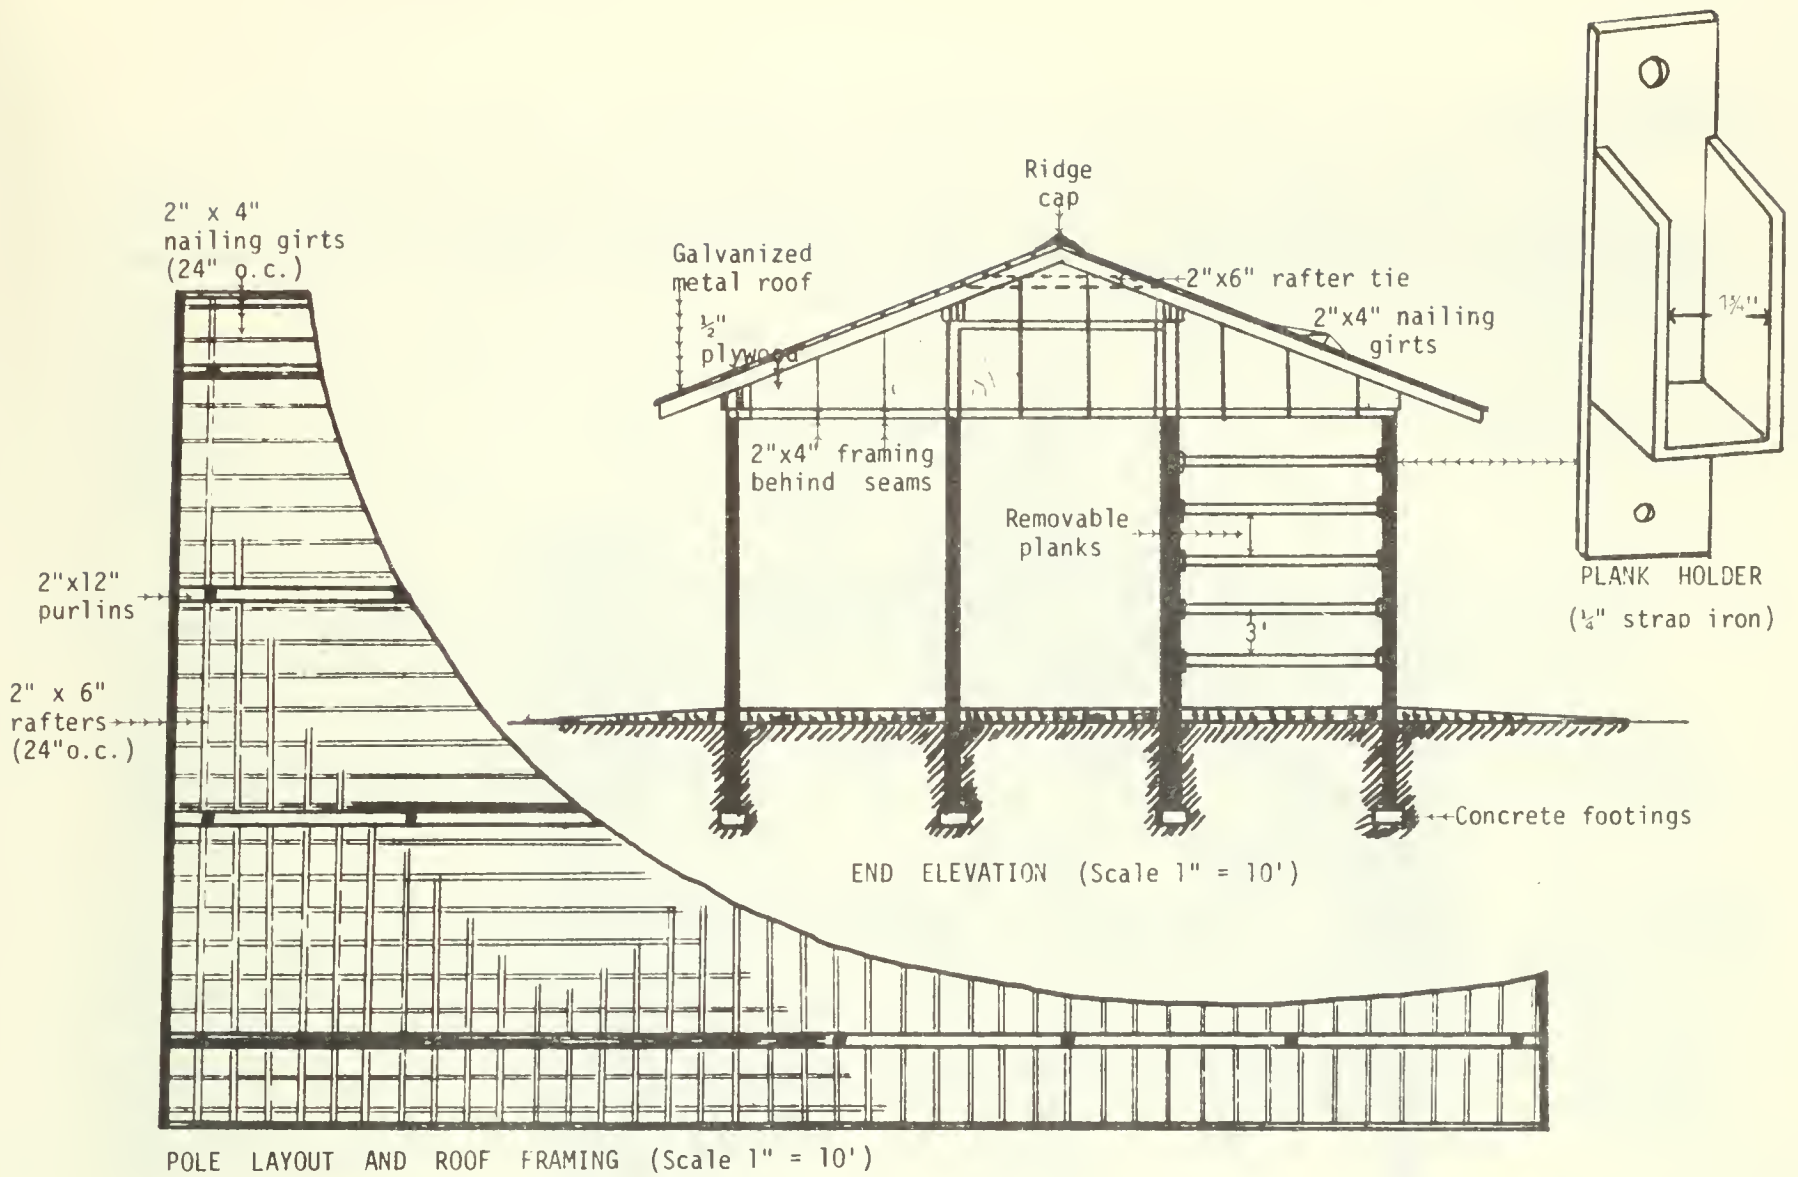 2" x 4"
nailing girts
(24" o.c.)
2"x12"
purlins
2" x 6"
rafters
(24"o.c.)
POLE LAYOUT AND ROOF FRAMING (Scale 1" = 10')
Ridge
cap
Galvanized
metal roof
½"
plywood
2"x6" rafter tie
2"x4" nailing
girts
2"x4" framing
behind seams
Removable
planks
3'
Concrete footings
END ELEVATION (Scale 1" = 10')
1¾"
PLANK HOLDER
(¼" strap iron)